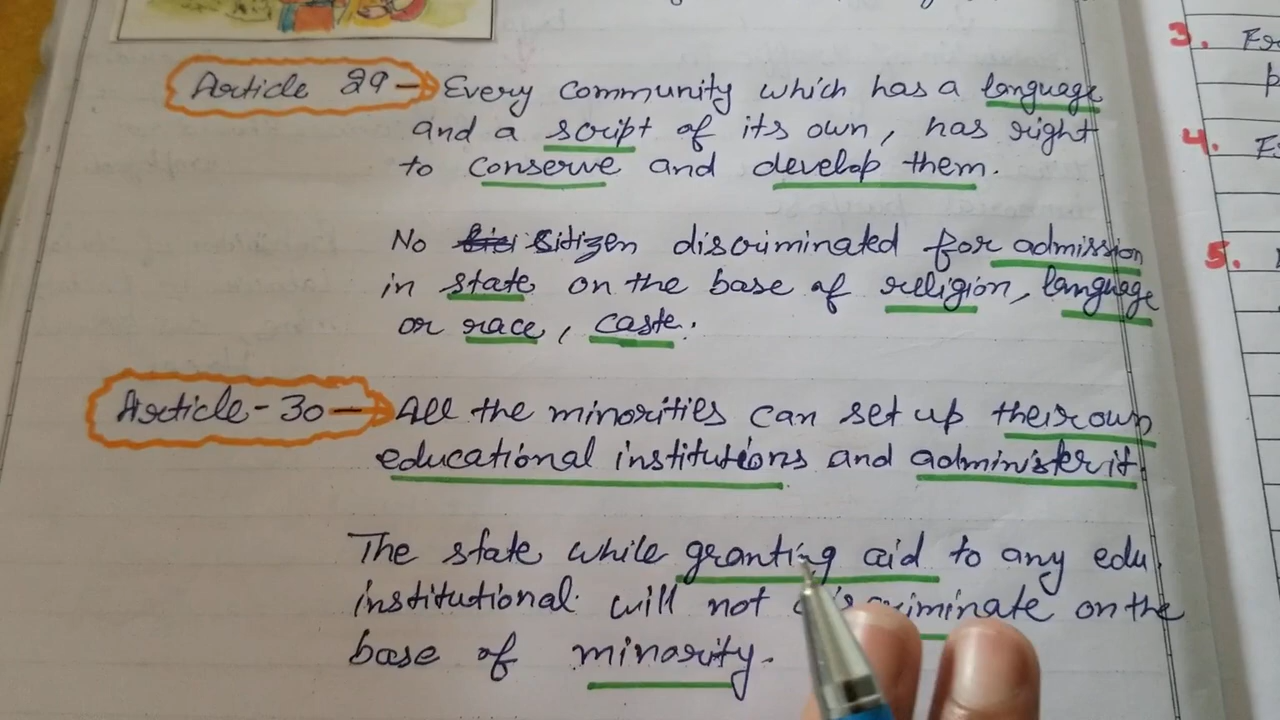 Article 29 - Every community which has a language
and a script of its own, has right
to conserve and develop them.
No citizen discriminated for admission
in state on the base of religion, language
or race, caste.
Article - 30 - All the minorities can set up their own
educational institutions and administer it.
The state while granting aid to any edu.
institutional will not discriminate on the
base of minority.
3.
4.
5.